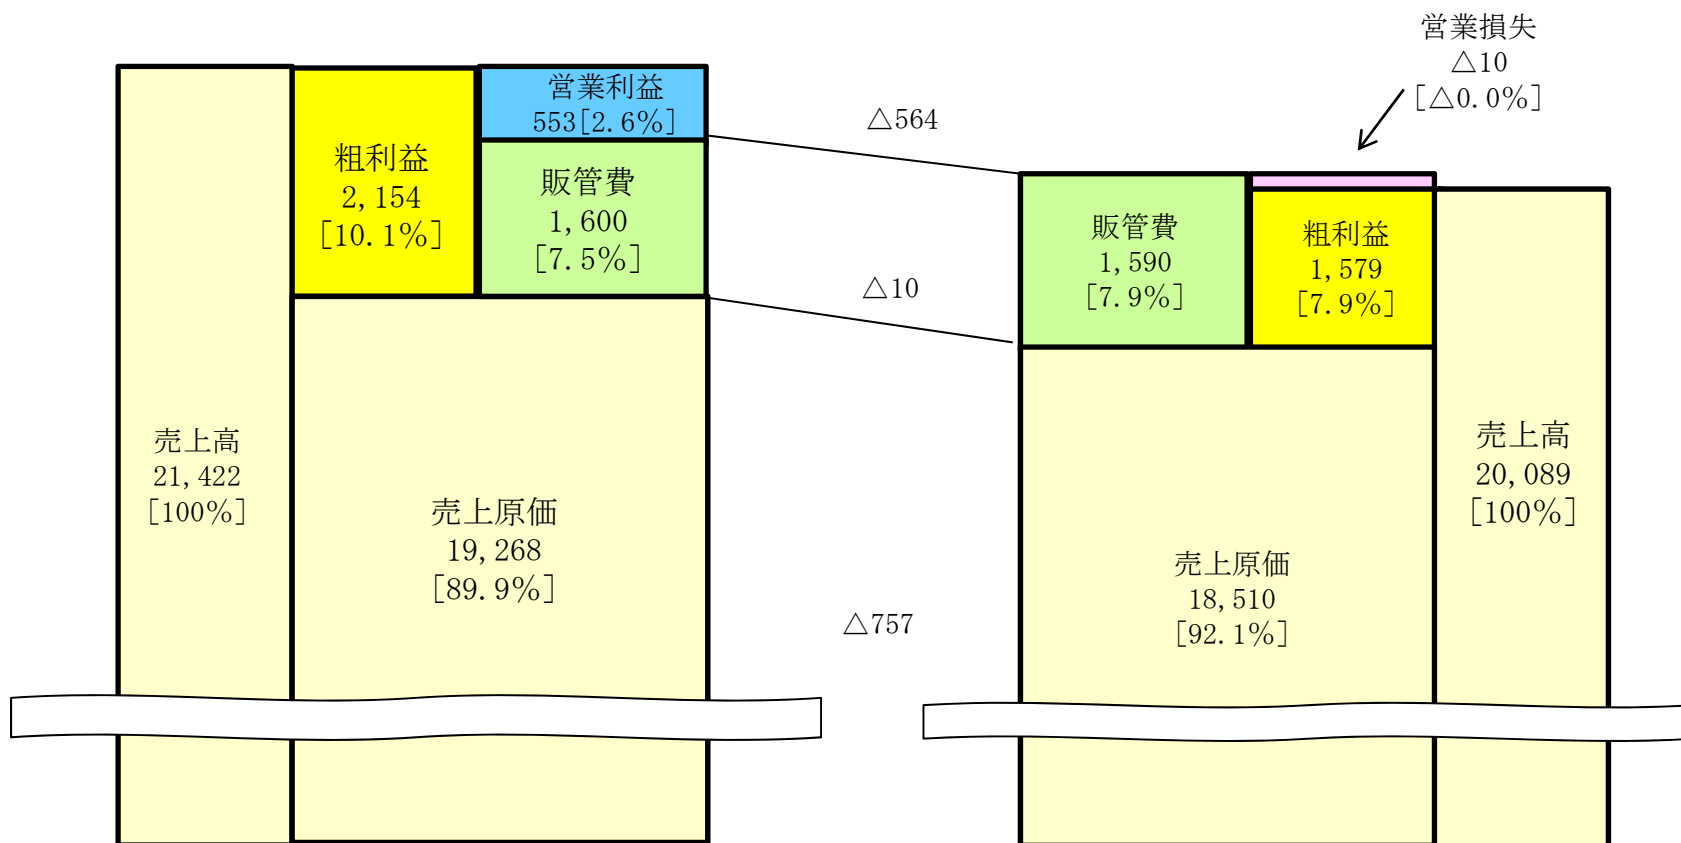 営業損失
△10
[△0.0%]
営業利益
553[2.6%]
△564
粗利益
2,154
[10.1%]
販管費
1,600
[7.5%]
販管費
1,590
[7.9%]
粗利益
1,579
[7.9%]
△10
売上高
21,422
[100%]
売上原価
19,268
[89.9%]
△757
売上原価
18,510
[92.1%]
売上高
20,089
[100%]